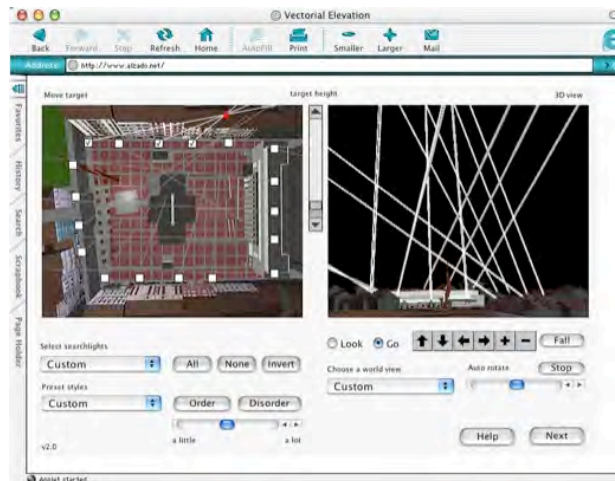 Vectorial Elevation
Back Forward Stop Refresh Home AutoFill Print Smaller Larger Mail
Address http://www.alzado.net/
Favorites
History
Search
Scrapbook
Page Holder
Move target
target height
3D view
Select searchlights
Custom
All None Invert
Preset styles
Custom
Order Disorder
a little a lot
v2.0
Look Go
Fall
Choose a world view
Custom
Auto rotate
Stop
Help Next
Applet started